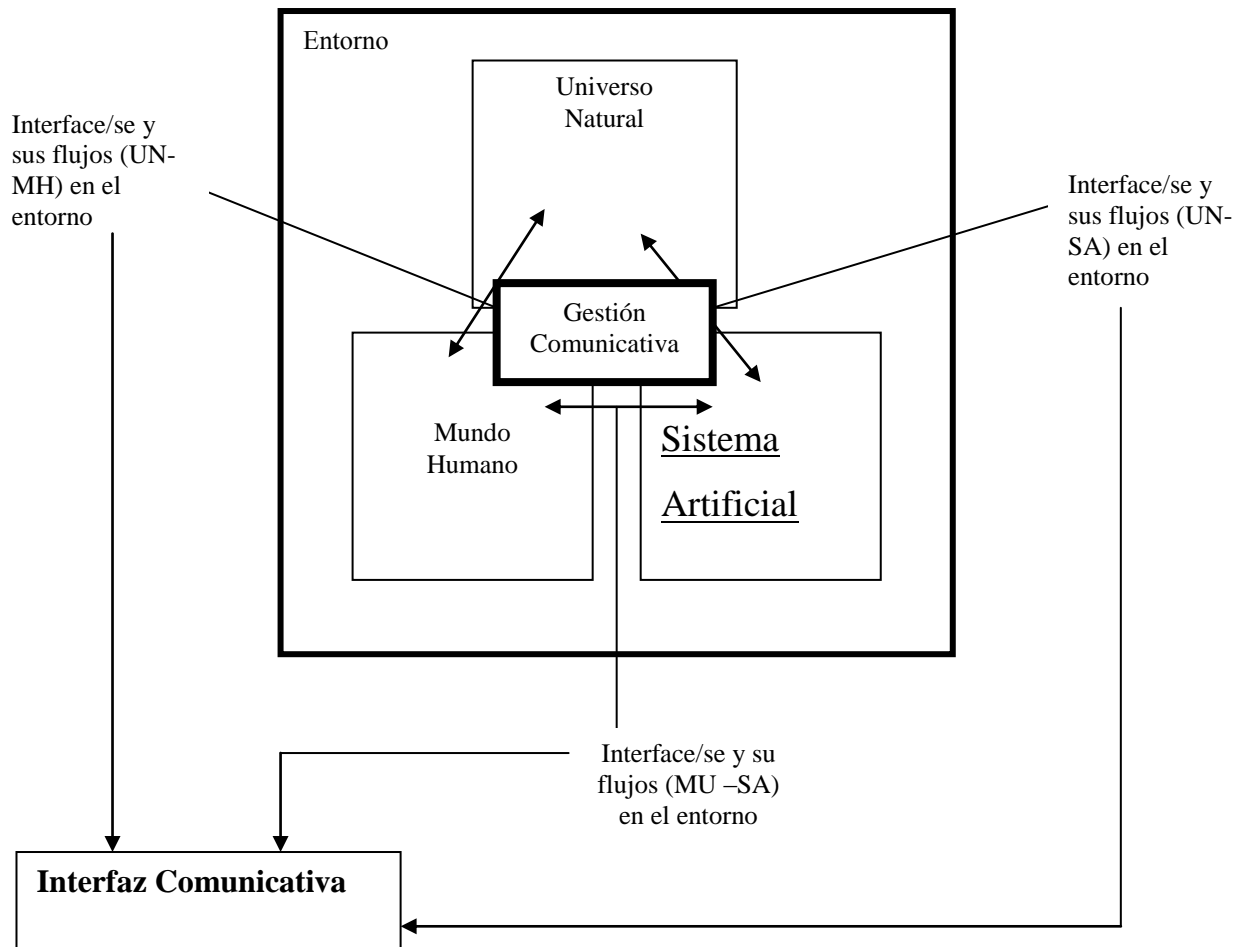 Entorno
Universo
Natural
Interface/se y
sus flujos (UN-
MH) en el
entorno
Interface/se y
sus flujos (UN-
SA) en el
entorno
Gestión
Comunicativa
Mundo
Humano
Sistema
Artificial
Interface/se y su
flujos (MU –SA)
en el entorno
Interfaz Comunicativa